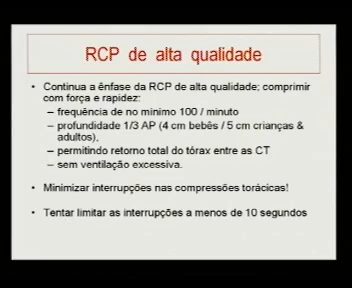 RCP de alta qualidade
• Continua a ênfase da RCP de alta qualidade; comprimir
com força e rapidez:
– frequência de no mínimo 100 / minuto
– profundidade 1/3 AP (4 cm bebês / 5 cm crianças &
adultos),
– permitindo retorno total do tórax entre as CT
– sem ventilação excessiva.
• Minimizar interrupções nas compressões torácicas!
• Tentar limitar as interrupções a menos de 10 segundos